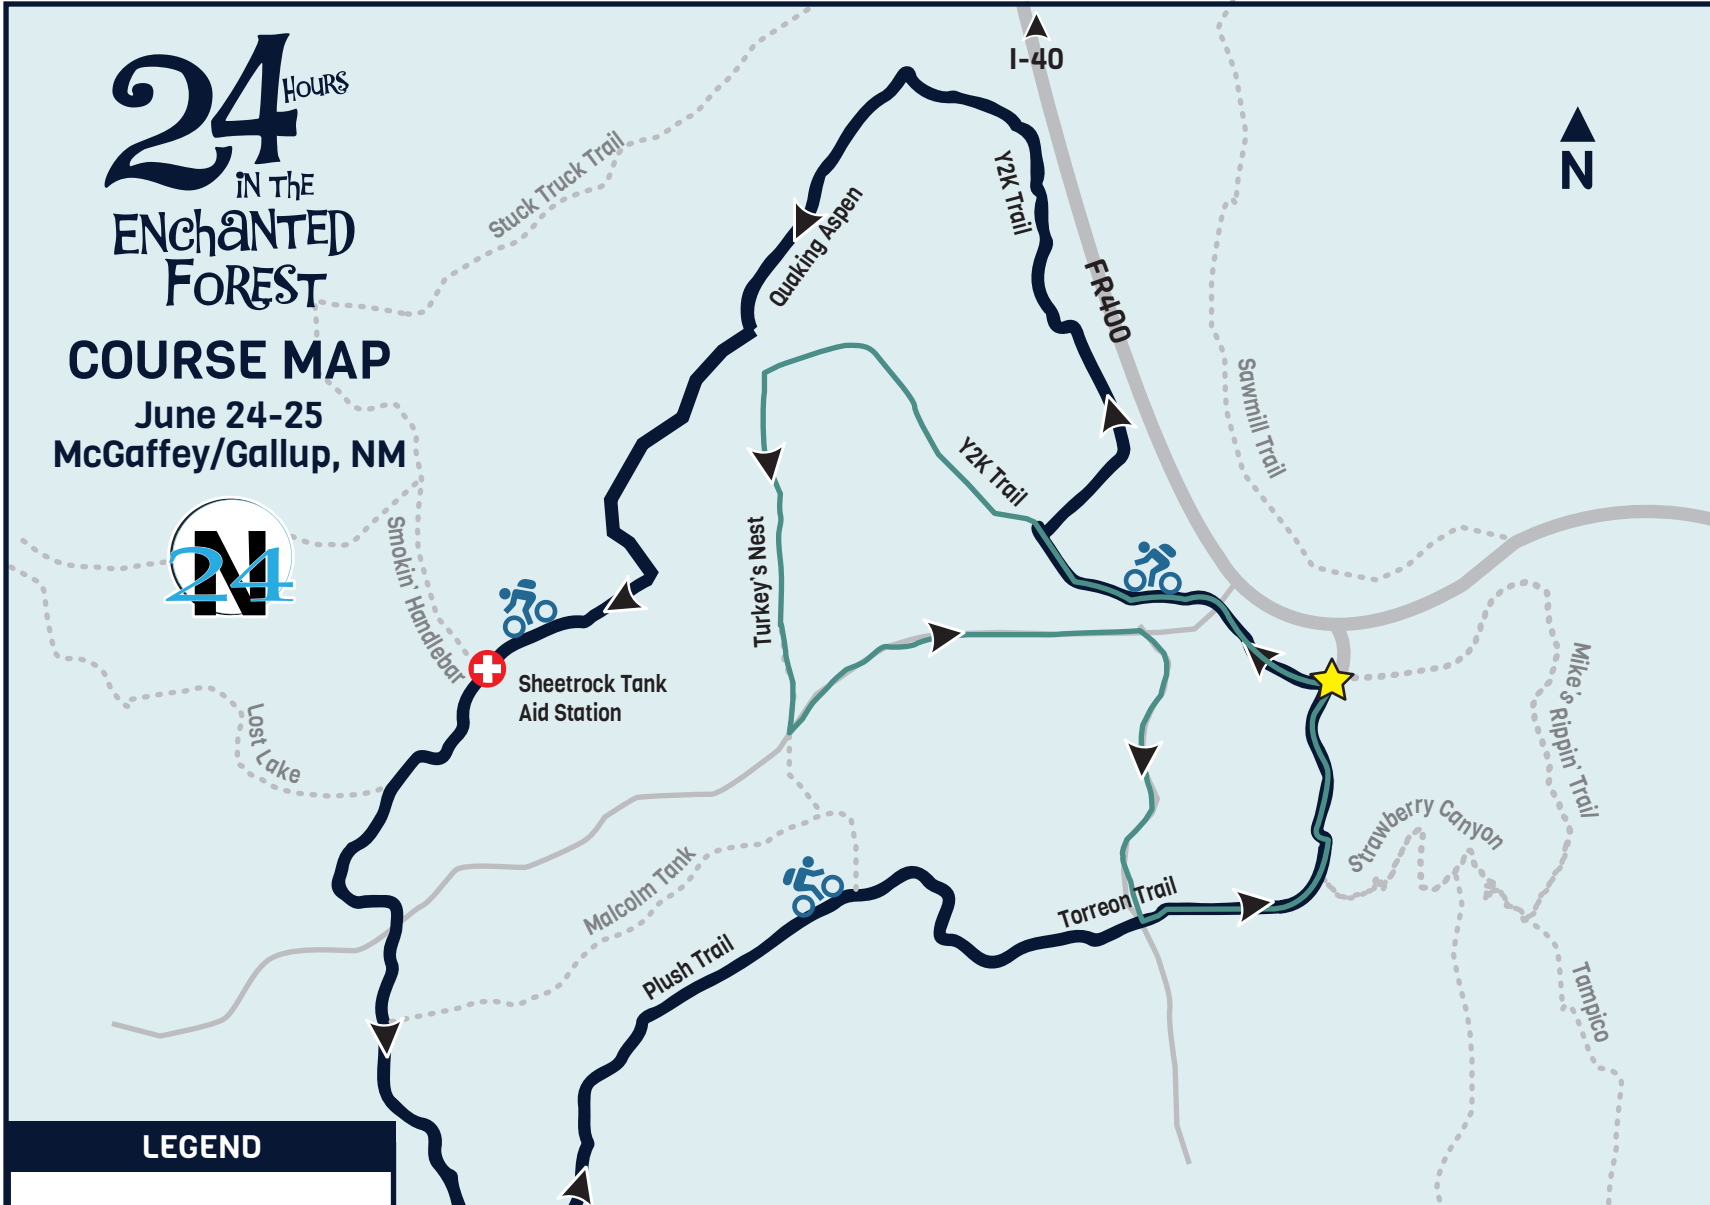 24 HOURS
IN THE
ENCHANTED
FOREST
COURSE MAP
June 24-25
McGaffey/Gallup, NM
N
24
I-40
N
Stuck Truck Trail
Quaking Aspen
Y2K Trail
FR400
Sawmill Trail
Y2K Trail
Smokin' Handlebar
Turkey's Nest
Sheetrock Tank
Aid Station
Lost Lake
Mike's Rippin' Trail
Strawberry Canyon
Malcolm Tank
Torreon Trail
Plush Trail
Tampico
LEGEND